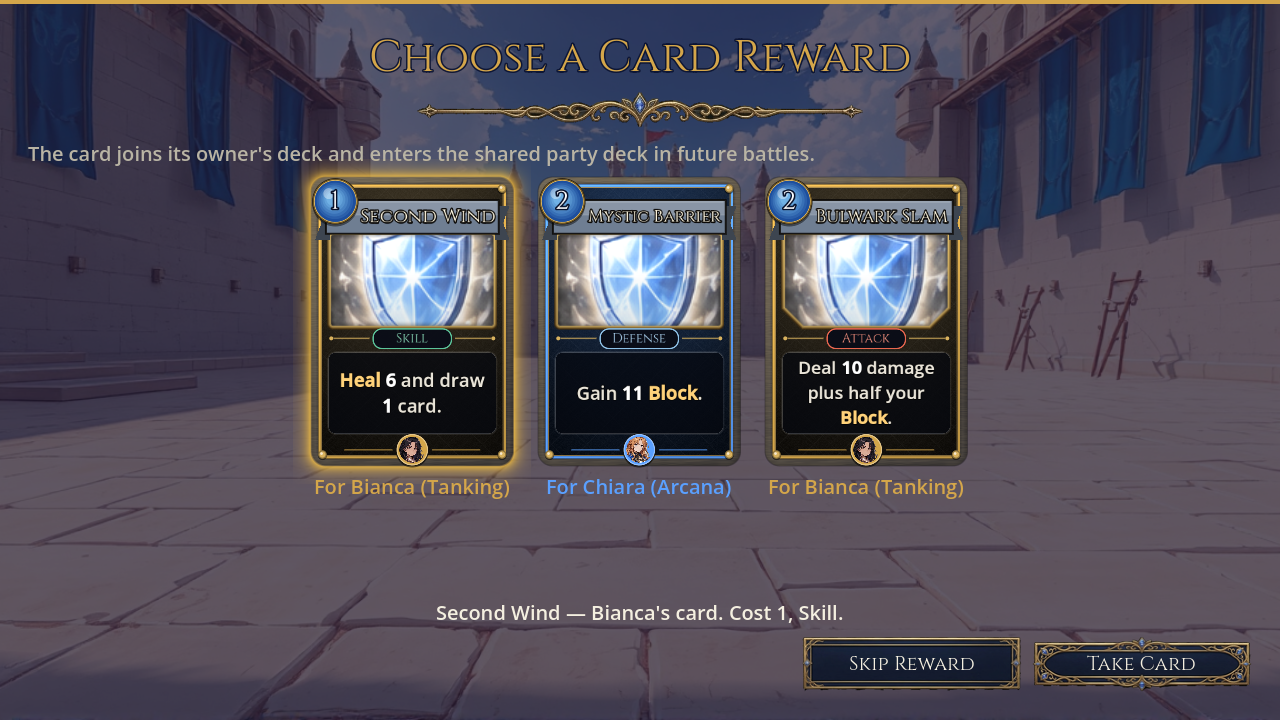 Choose a Card Reward
The card joins its owner's deck and enters the shared party deck in future battles.
1
Second Wind
Skill
Heal 6 and draw
1 card.
For Bianca (Tanking)
2
Mystic Barrier
Defense
Gain 11 Block.
For Chiara (Arcana)
2
Bulwark Slam
Attack
Deal 10 damage
plus half your
Block.
For Bianca (Tanking)
Second Wind — Bianca's card. Cost 1, Skill.
Skip Reward
Take Card